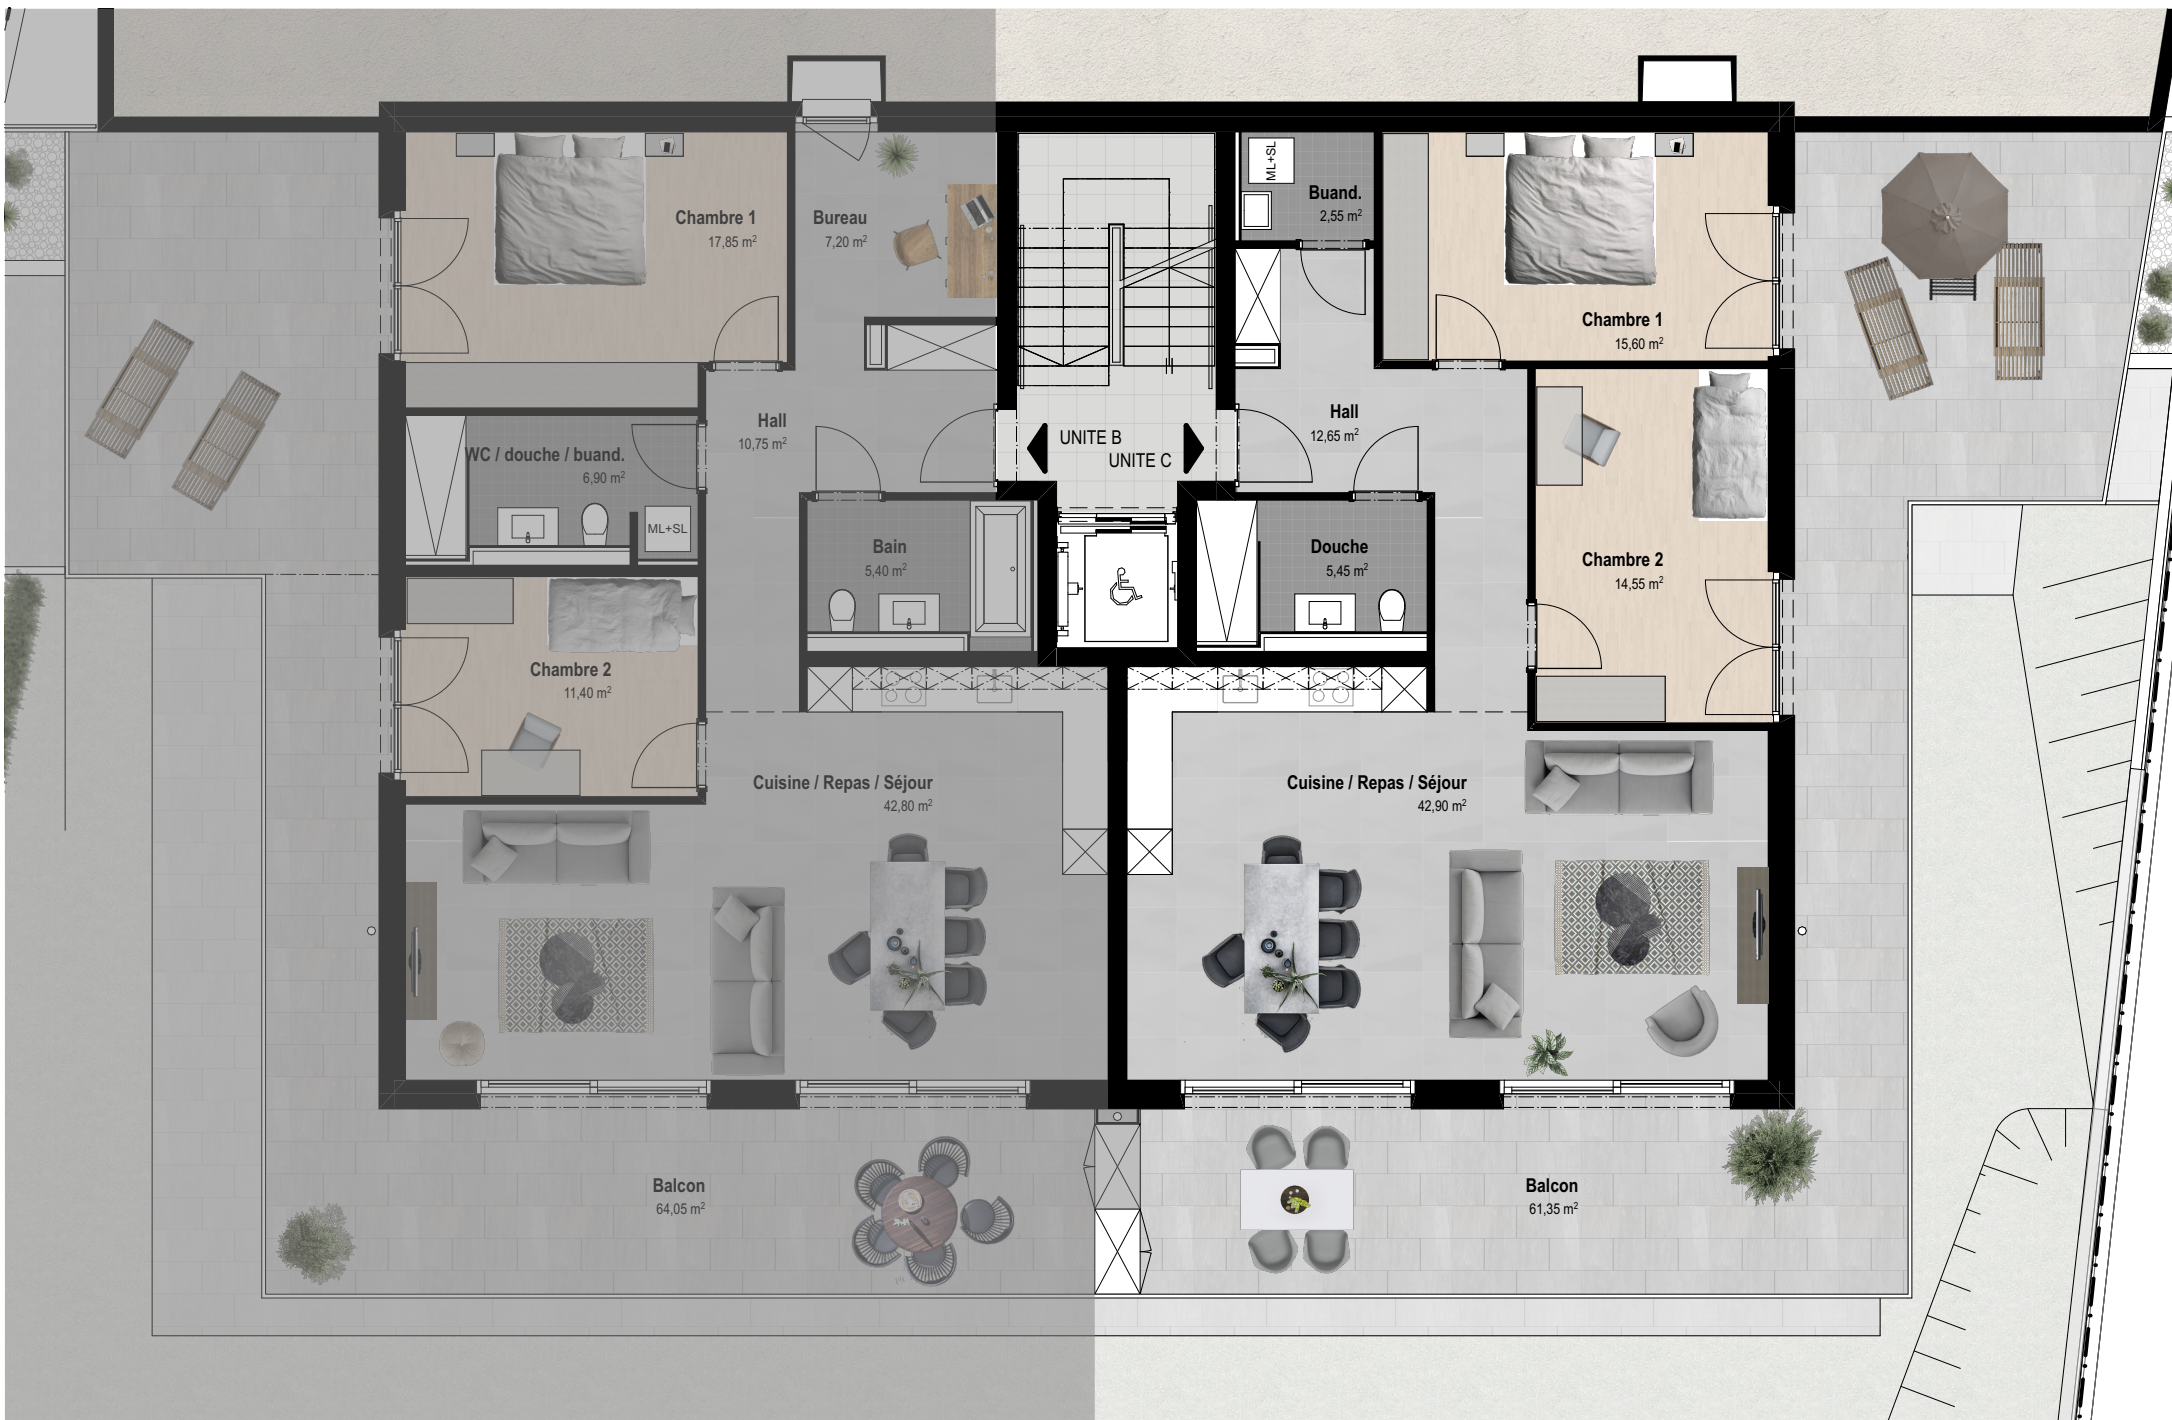 Chambre 1
17,85 m²
Bureau
7,20 m²
ML+SL
Buand.
2,55 m²
Chambre 1
15,60 m²
Hall
10,75 m²
UNITE B
UNITE C
Hall
12,65 m²
WC / douche / buand.
6,90 m²
ML+SL
Bain
5,40 m²
Douche
5,45 m²
Chambre 2
14,55 m²
Chambre 2
11,40 m²
Cuisine / Repas / Séjour
42,80 m²
Cuisine / Repas / Séjour
42,90 m²
Balcon
64,05 m²
Balcon
61,35 m²